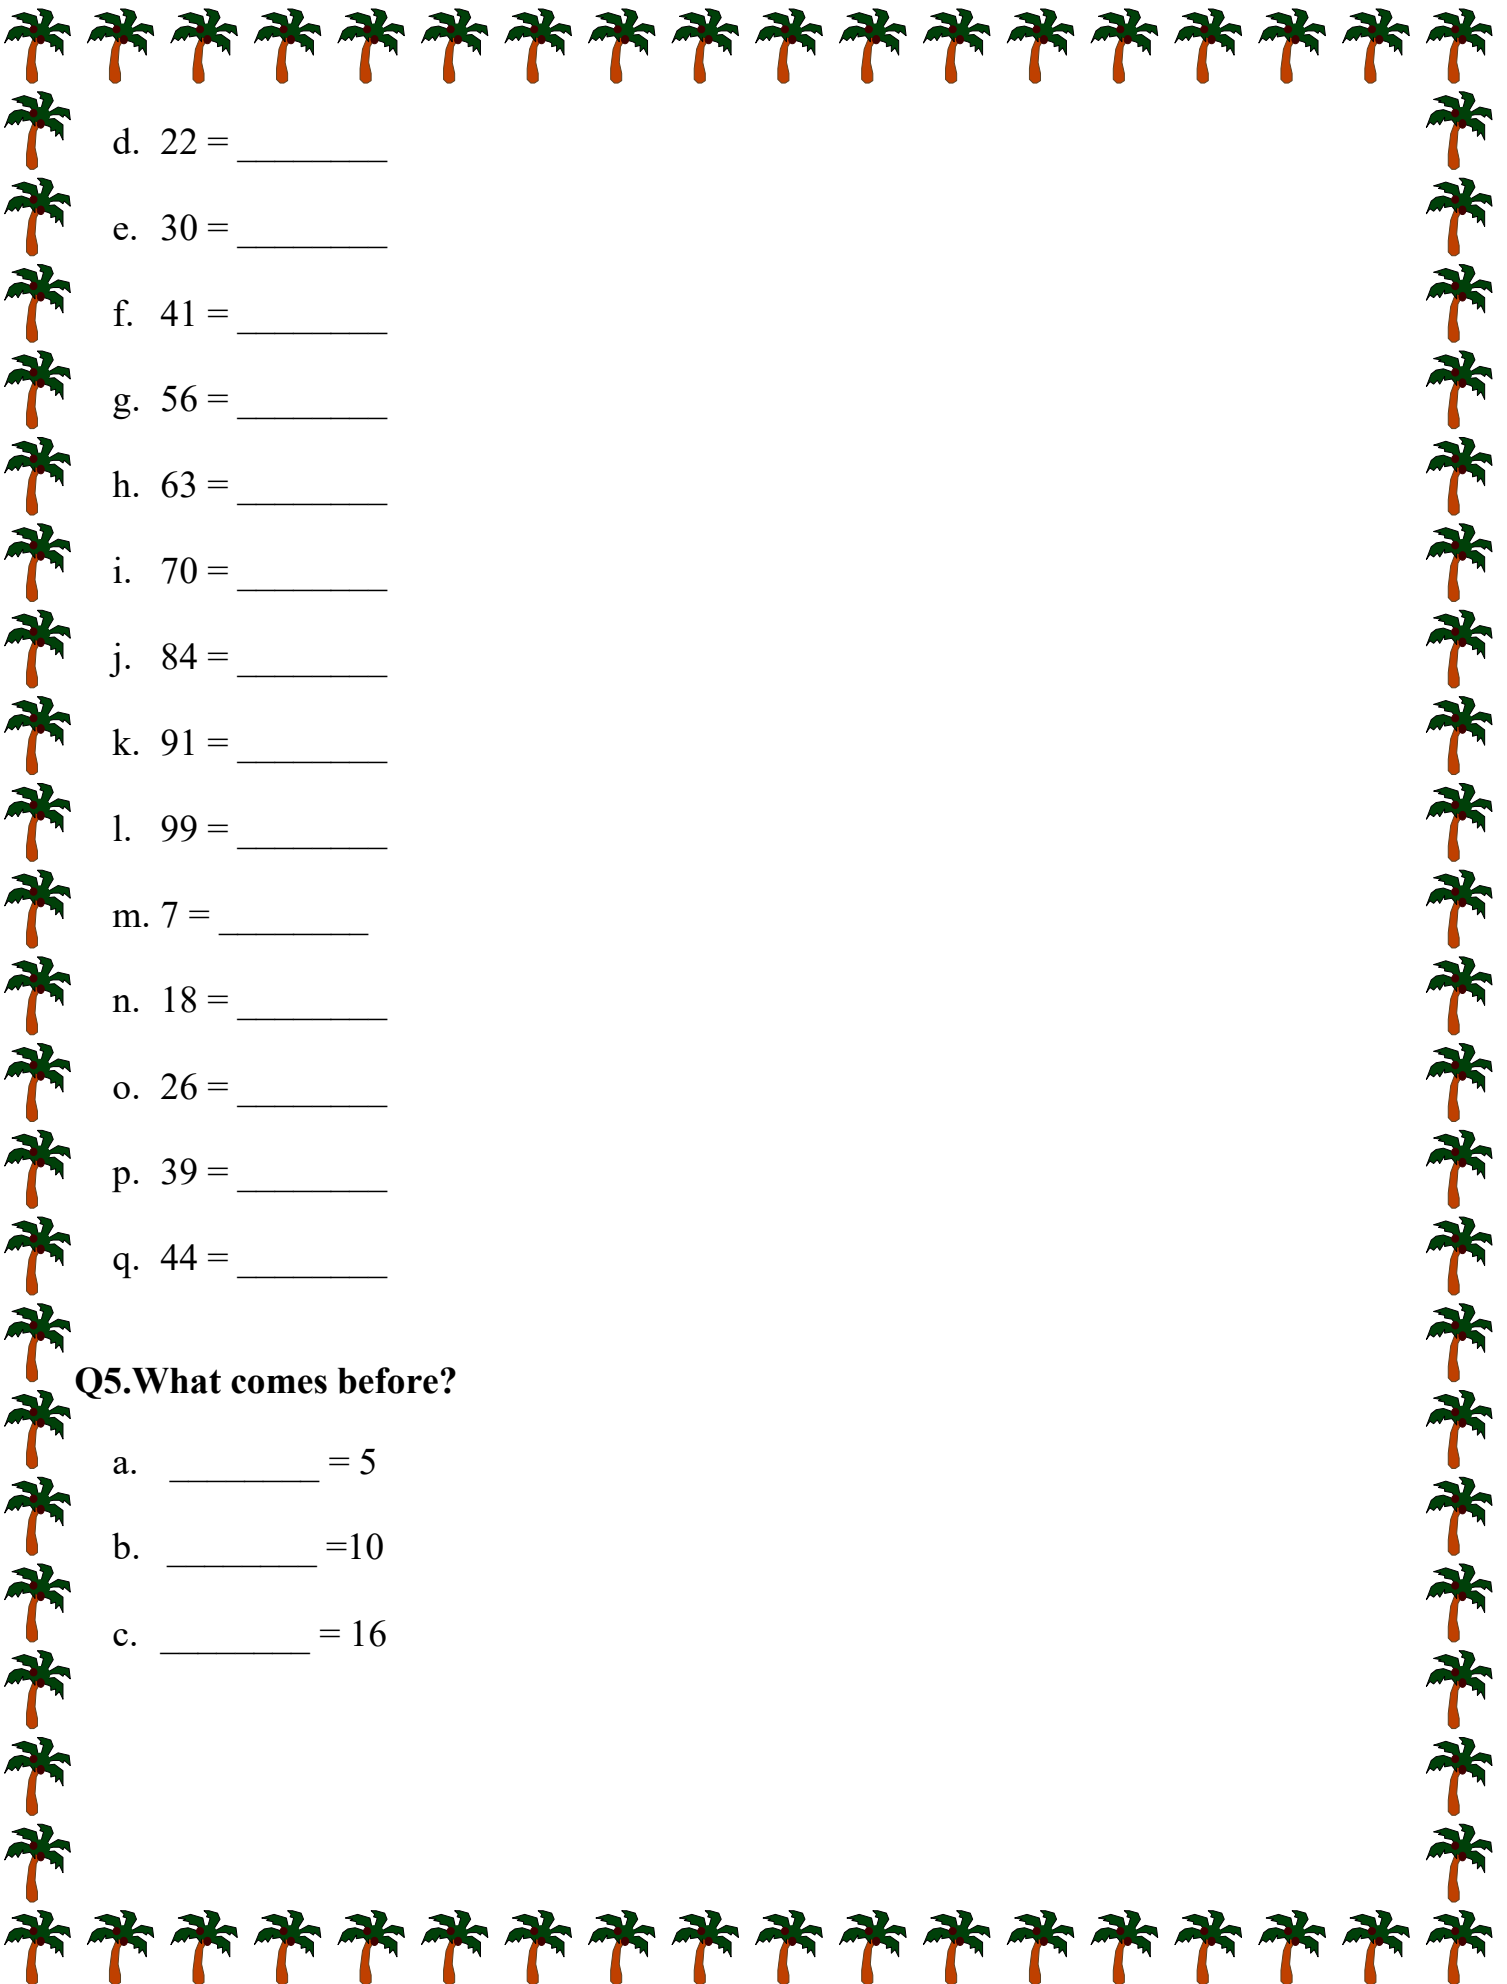 d. 22 = ________
e. 30 = ________
f. 41 = ________
g. 56 = ________
h. 63 = ________
i. 70 = ________
j. 84 = ________
k. 91 = ________
l. 99 = ________
m. 7 = ________
n. 18 = ________
o. 26 = ________
p. 39 = ________
q. 44 = ________
Q5.What comes before?
a. ________ = 5
b. ________ =10
c. ________ = 16